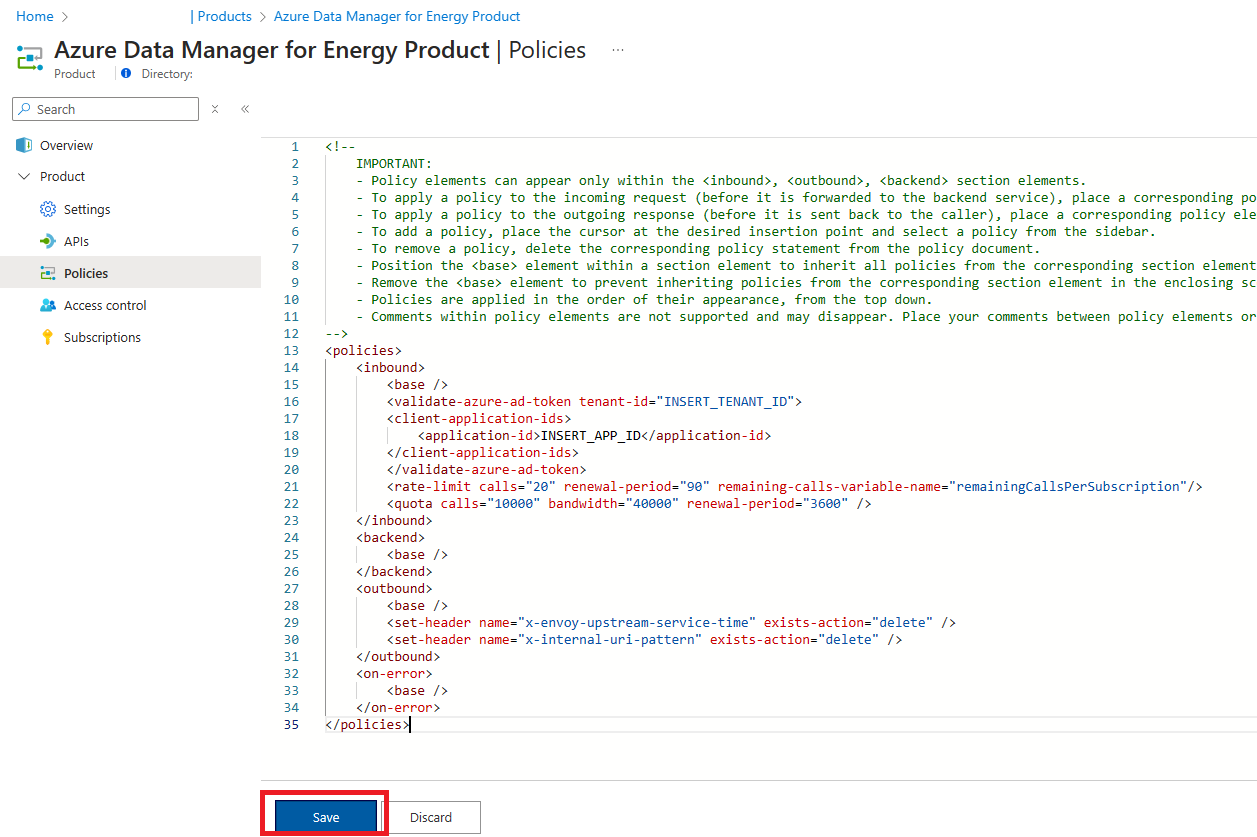 Home > | Products > Azure Data Manager for Energy Product
Azure Data Manager for Energy Product | Policies ...
Product | Directory:
Search
Overview
Product
Settings
APIs
Policies
Access control
Subscriptions
1 <!--
2 IMPORTANT:
3 - Policy elements can appear only within the <inbound>, <outbound>, <backend> section elements.
4 - To apply a policy to the incoming request (before it is forwarded to the backend service), place a corresponding po
5 - To apply a policy to the outgoing response (before it is sent back to the caller), place a corresponding policy ele
6 - To add a policy, place the cursor at the desired insertion point and select a policy from the sidebar.
7 - To remove a policy, delete the corresponding policy statement from the policy document.
8 - Position the <base> element within a section element to inherit all policies from the corresponding section element
9 - Remove the <base> element to prevent inheriting policies from the corresponding section element in the enclosing sc
10 - Policies are applied in the order of their appearance, from the top down.
11 - Comments within policy elements are not supported and may disappear. Place your comments between policy elements or
12 -->
13 <policies>
14 <inbound>
15 <base />
16 <validate-azure-ad-token tenant-id="INSERT_TENANT_ID">
17 <client-application-ids>
18 <application-id>INSERT_APP_ID</application-id>
19 </client-application-ids>
20 </validate-azure-ad-token>
21 <rate-limit calls="20" renewal-period="90" remaining-calls-variable-name="remainingCallsPerSubscription"/>
22 <quota calls="10000" bandwidth="40000" renewal-period="3600" />
23 </inbound>
24 <backend>
25 <base />
26 </backend>
27 <outbound>
28 <base />
29 <set-header name="x-envoy-upstream-service-time" exists-action="delete" />
30 <set-header name="x-internal-uri-pattern" exists-action="delete" />
31 </outbound>
32 <on-error>
33 <base />
34 </on-error>
35 </policies>
Save Discard